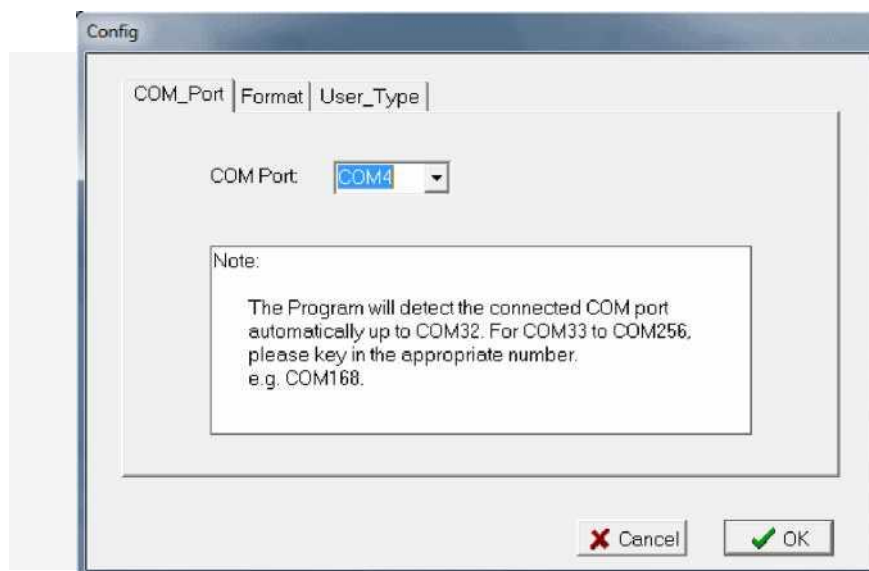 Config
COM_Port Format User_Type
COM Port: COM4
Note:
The Program will detect the connected COM port
automatically up to COM32. For COM33 to COM256,
please key in the appropriate number.
e.g. COM168.
Cancel OK